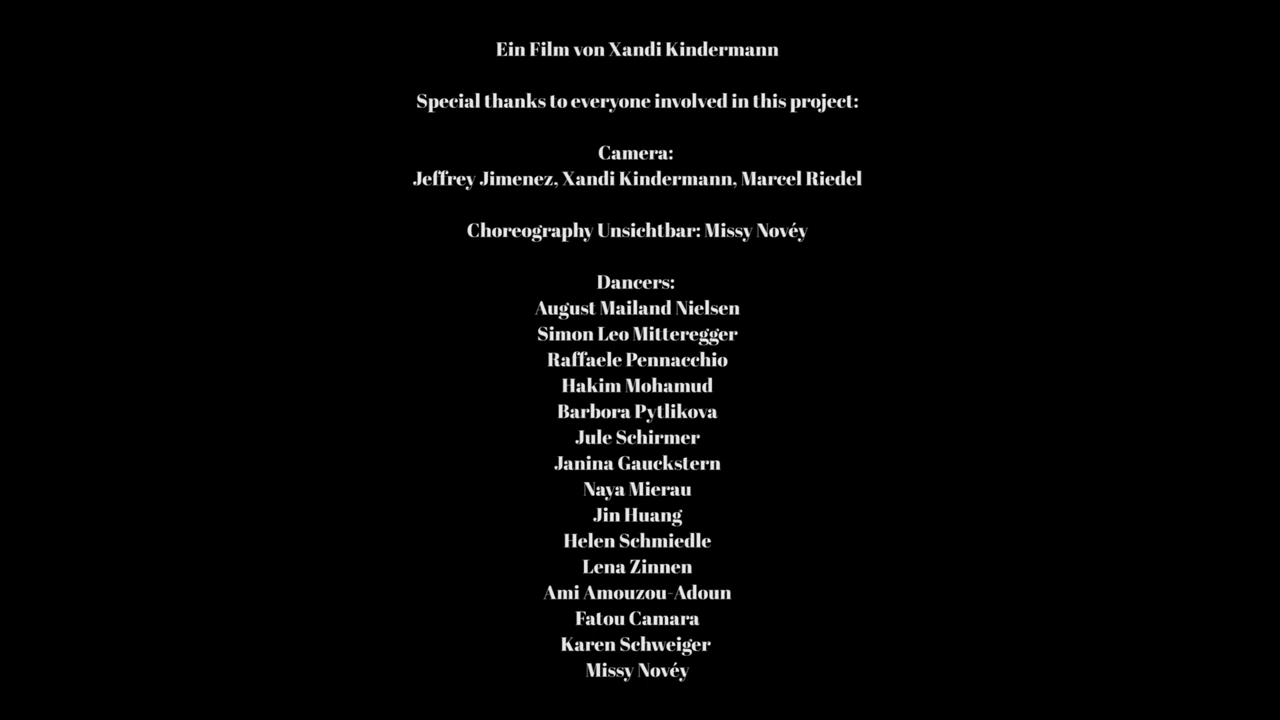 Ein Film von Xandi Kindermann
Special thanks to everyone involved in this project:
Camera:
Jeffrey Jimenez, Xandi Kindermann, Marcel Riedel
Choreography Unsichtbar: Missy Novéy
Dancers:
August Mailand Nielsen
Simon Leo Mitteregger
Raffaele Pennacchio
Hakim Mohamud
Barbora Pytlikova
Jule Schirmer
Janina Gauckstern
Naya Mierau
Jin Huang
Helen Schmiedle
Lena Zinnen
Ami Amouzou-Adoun
Fatou Camara
Karen Schweiger
Missy Novéy